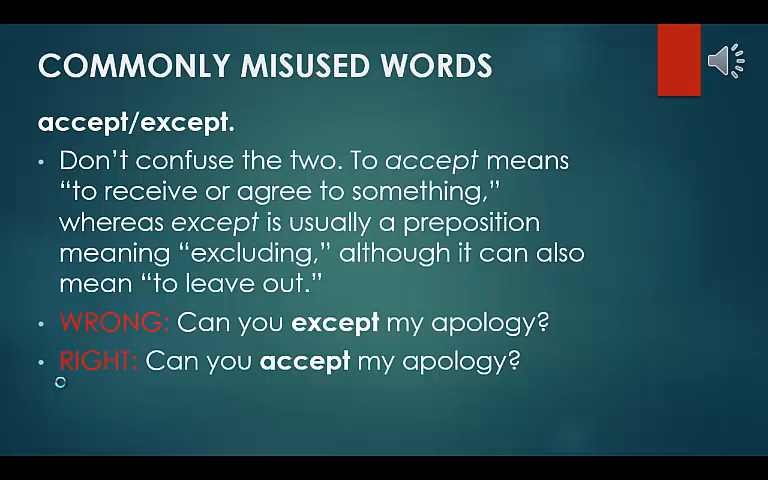 COMMONLY MISUSED WORDS
accept/except.
• Don’t confuse the two. To accept means
“to receive or agree to something,”
whereas except is usually a preposition
meaning “excluding,” although it can also
mean “to leave out.”
• WRONG: Can you except my apology?
• RIGHT: Can you accept my apology?